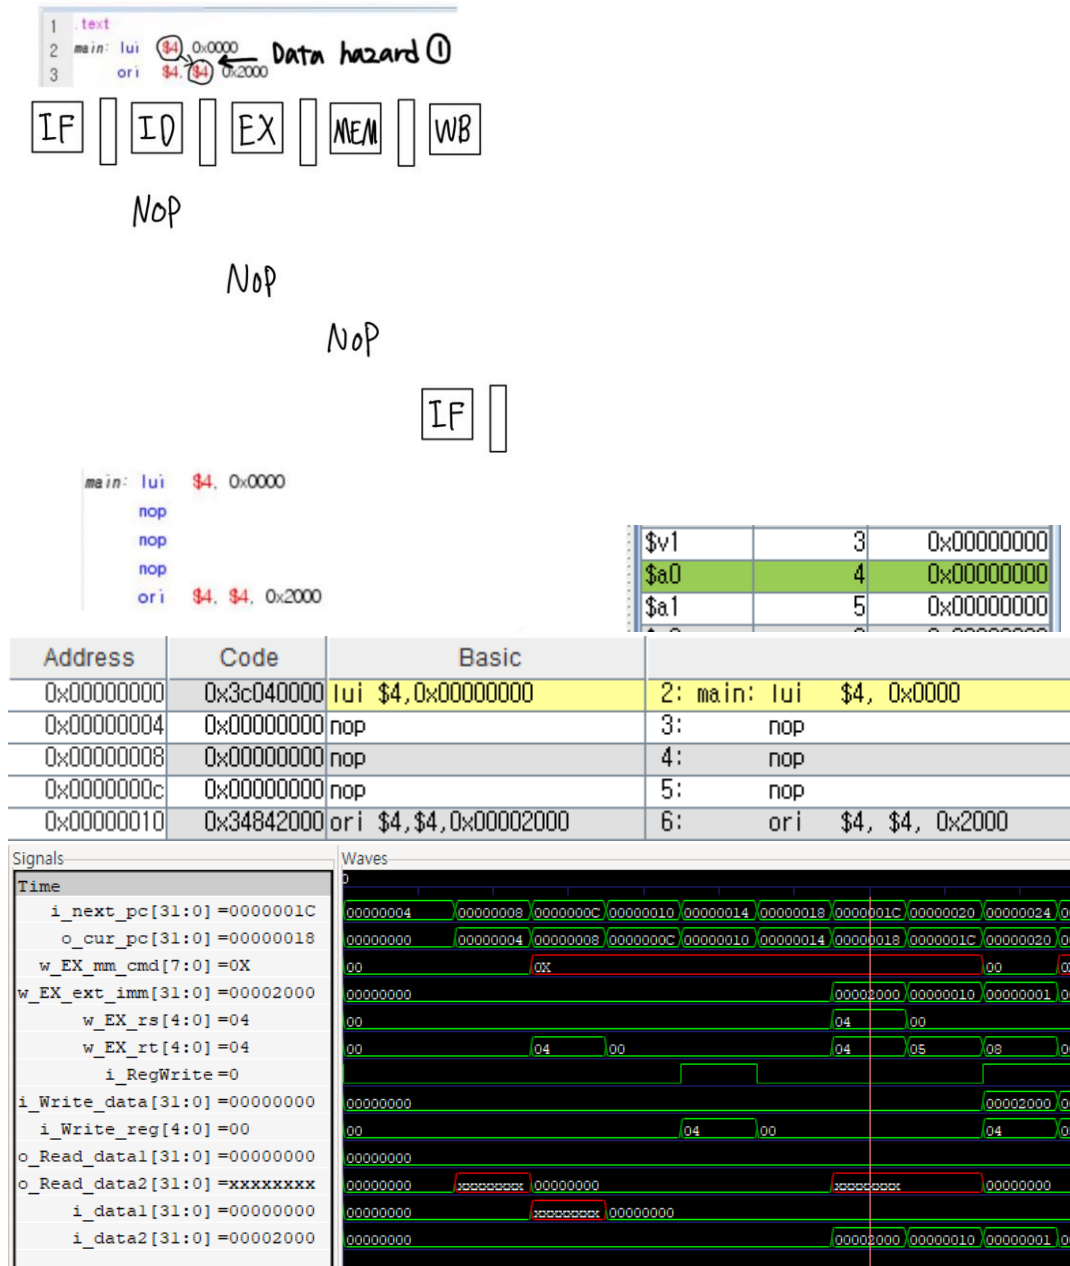 1 .text
2 main: lui $4, 0x0000 Data hazard ①
3 ori $4, $4, 0x2000
IF ID EX MEM WB
NOP
NOP
NOP
IF
main: lui $4, 0x0000
nop
nop
nop
ori $4, $4, 0x2000
$v1 3 0x00000000
$a0 4 0x00000000
$a1 5 0x00000000
Address Code Basic
0x00000000 0x3c040000 lui $4,0x00000000 2: main: lui $4, 0x0000
0x00000004 0x00000000 nop 3: nop
0x00000008 0x00000000 nop 4: nop
0x0000000c 0x00000000 nop 5: nop
0x00000010 0x34842000 ori $4,$4,0x00002000 6: ori $4, $4, 0x2000
Signals Waves
Time
i_next_pc[31:0] =0000001C 00000004 00000008 0000000C 00000010 00000014 00000018 0000001C 00000020 00000024
o_cur_pc[31:0] =00000018 00000000 00000004 00000008 0000000C 00000010 00000014 00000018 0000001C 00000020
w_EX_mm_cmd[7:0] =0X 00 0X 00
w_EX_ext_imm[31:0] =00002000 00000000 00002000 00000010 00000001
w_EX_rs[4:0] =04 00 04 00
w_EX_rt[4:0] =04 00 04 00 04 05 08
i_RegWrite =0
i_Write_data[31:0] =00000000 00000000 00002000
i_Write_reg[4:0] =00 00 04 00 04
o_Read_data1[31:0] =00000000 00000000
o_Read_data2[31:0] =xxxxxxxx 00000000 xxxxxxxx 00000000 xxxxxxxx 00000000
i_data1[31:0] =00000000 00000000 xxxxxxxx 00000000
i_data2[31:0] =00002000 00000000 00002000 00000010 00000001